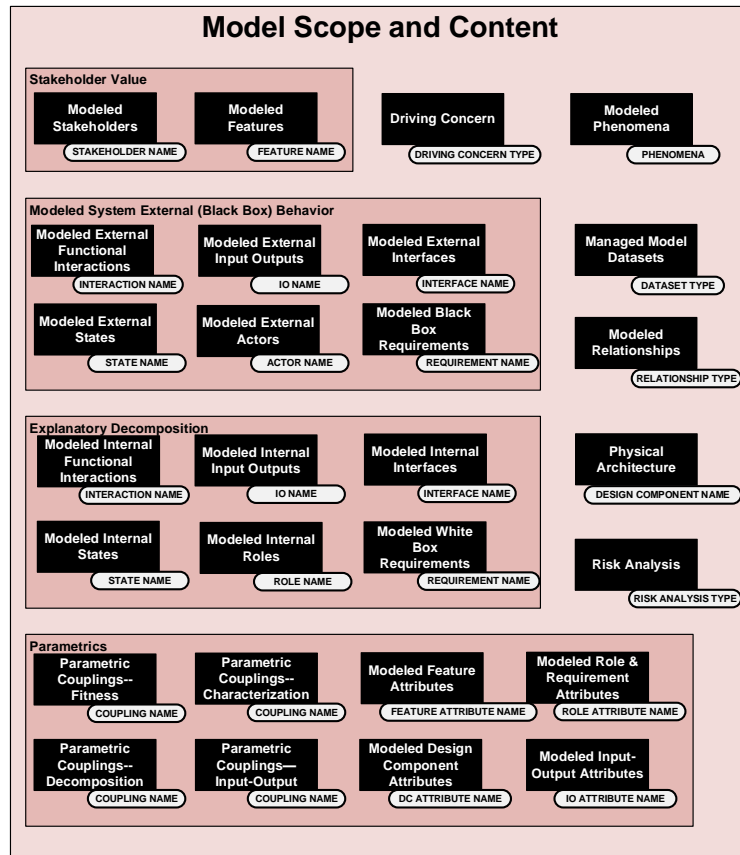 Model Scope and Content
Stakeholder Value
Modeled
Stakeholders
STAKEHOLDER NAME
Modeled
Features
FEATURE NAME
Driving Concern
DRIVING CONCERN TYPE
Modeled
Phenomena
PHENOMENA
Modeled System External (Black Box) Behavior
Modeled External
Functional
Interactions
INTERACTION NAME
Modeled External
Input Outputs
IO NAME
Modeled External
Interfaces
INTERFACE NAME
Managed Model
Datasets
DATASET TYPE
Modeled External
States
STATE NAME
Modeled External
Actors
ACTOR NAME
Modeled Black
Box
Requirements
REQUIREMENT NAME
Modeled
Relationships
RELATIONSHIP TYPE
Explanatory Decomposition
Modeled Internal
Functional
Interactions
INTERACTION NAME
Modeled Internal
Input Outputs
IO NAME
Modeled Internal
Interfaces
INTERFACE NAME
Physical
Architecture
DESIGN COMPONENT NAME
Modeled Internal
States
STATE NAME
Modeled Internal
Roles
ROLE NAME
Modeled White
Box
Requirements
REQUIREMENT NAME
Risk Analysis
RISK ANALYSIS TYPE
Parametrics
Parametric
Couplings--
Fitness
COUPLING NAME
Parametric
Couplings--
Characterization
COUPLING NAME
Modeled Feature
Attributes
FEATURE ATTRIBUTE NAME
Modeled Role &
Requirement
Attributes
ROLE ATTRIBUTE NAME
Parametric
Couplings--
Decomposition
COUPLING NAME
Parametric
Couplings—
Input-Output
COUPLING NAME
Modeled Design
Component
Attributes
DC ATTRIBUTE NAME
Modeled Input-
Output Attributes
IO ATTRIBUTE NAME